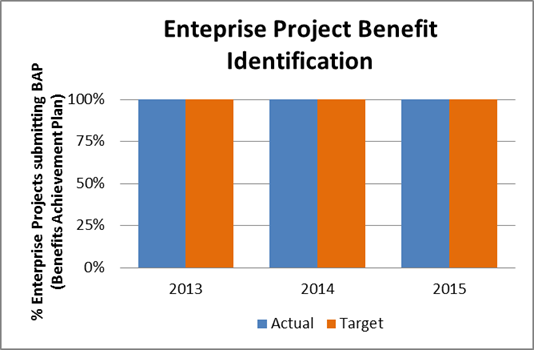 Enteprise Project Benefit
Identification
% Enterprise Projects submitting BAP
(Benefits Achievement Plan)
100%
75%
50%
25%
0%
2013 2014 2015
Actual Target